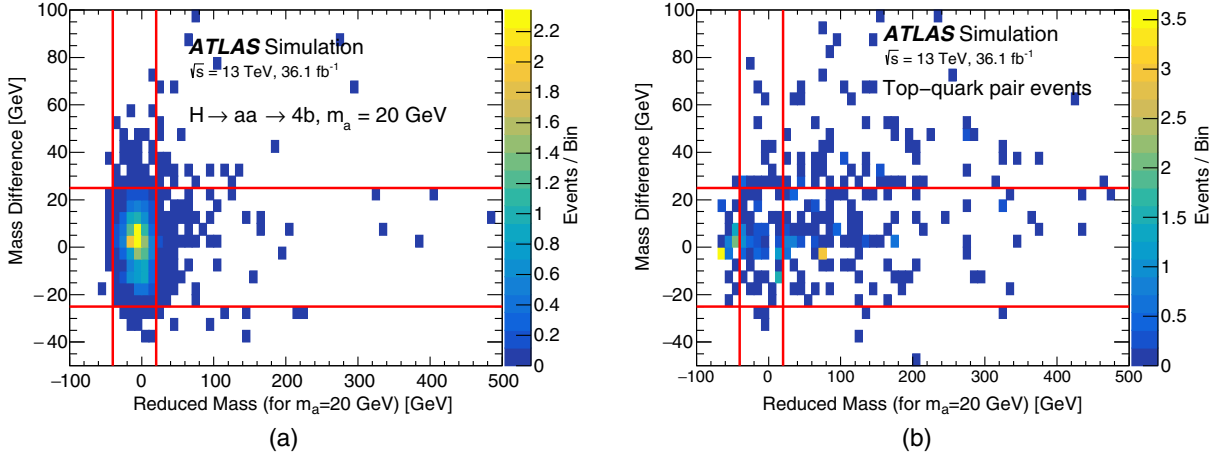 ATLAS Simulation
√s = 13 TeV, 36.1 fb⁻¹
H → aa → 4b, mₐ = 20 GeV
Mass Difference [GeV]
100
80
60
40
20
0
−20
−40
−100 0 100 200 300 400 500
Reduced Mass (for mₐ=20 GeV) [GeV]
Events / Bin
2.2
2
1.8
1.6
1.4
1.2
1
0.8
0.6
0.4
0.2
0
(a)
ATLAS Simulation
√s = 13 TeV, 36.1 fb⁻¹
Top-quark pair events
Mass Difference [GeV]
100
80
60
40
20
0
−20
−40
−100 0 100 200 300 400 500
Reduced Mass (for mₐ=20 GeV) [GeV]
Events / Bin
3.5
3
2.5
2
1.5
1
0.5
0
(b)